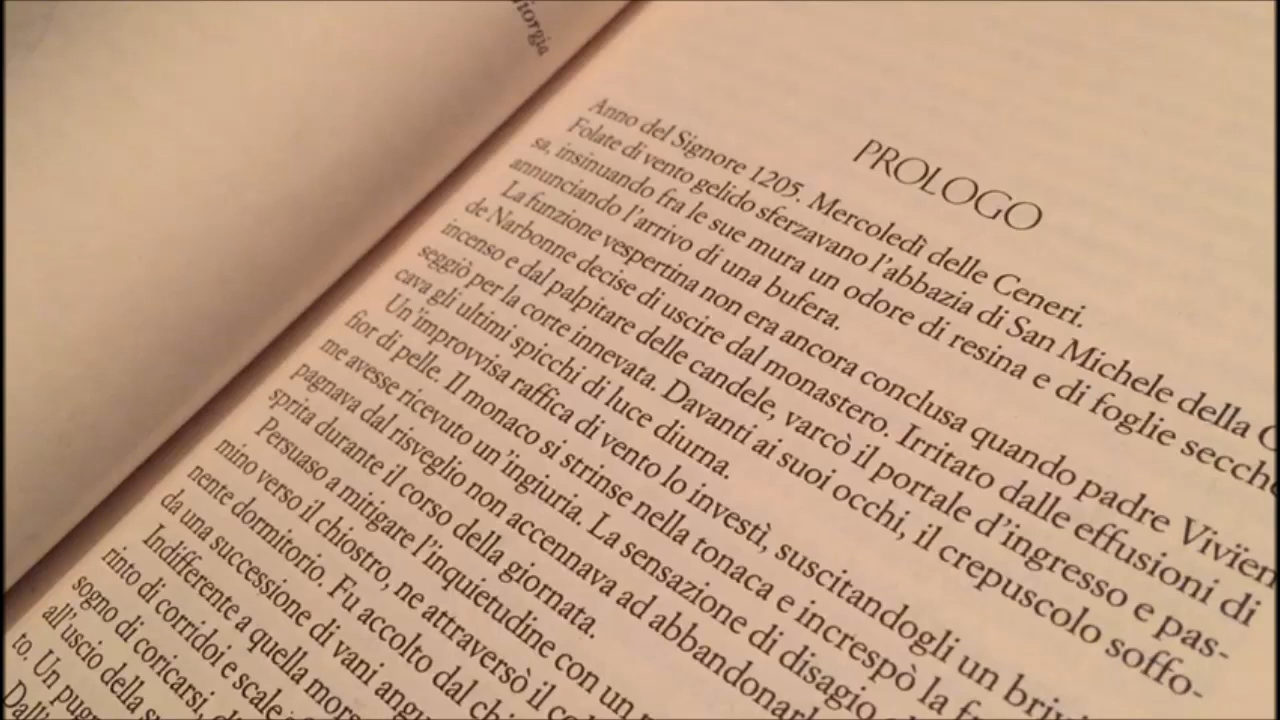 Giorgia
PROLOGO
Anno del Signore 1205. Mercoledì delle Ceneri.
Folate di vento gelido sferzavano l'abbazia di San Michele della
sa, insinuando fra le sue mura un odore di resina e di foglie secche
annunciando l'arrivo di una bufera.
La funzione vespertina non era ancora conclusa quando padre Vivïen
de Narbonne decise di uscire dal monastero. Irritato dalle effusioni di
incenso e dal palpitare delle candele, varcò il portale d'ingresso e pas-
seggiò per la corte innevata. Davanti ai suoi occhi, il crepuscolo soffo-
cava gli ultimi spicchi di luce diurna.
Un'improvvisa raffica di vento lo investì, suscitandogli un brivi
fior di pelle. Il monaco si strinse nella tonaca e increspò la fr
me avesse ricevuto un'ingiuria. La sensazione di disagio
pagnava dal risveglio non accennava ad abbandonarl
sprita durante il corso della giornata.
Persuaso a mitigare l'inquietudine con un
mino verso il chiostro, ne attraversò il co
nente dormitorio. Fu accolto dal chi
da una successione di vani angu
Indifferente a quella mors
rinto di corridoi e scale
sogno di coricarsi,
all'uscio della s
to. Un pugn
Dall'